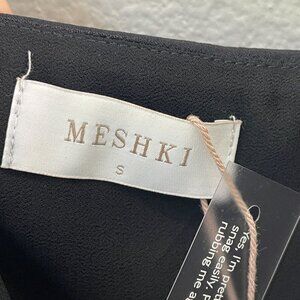 MESHKI
S
Yes, I'm
snag easily.
rubbing me